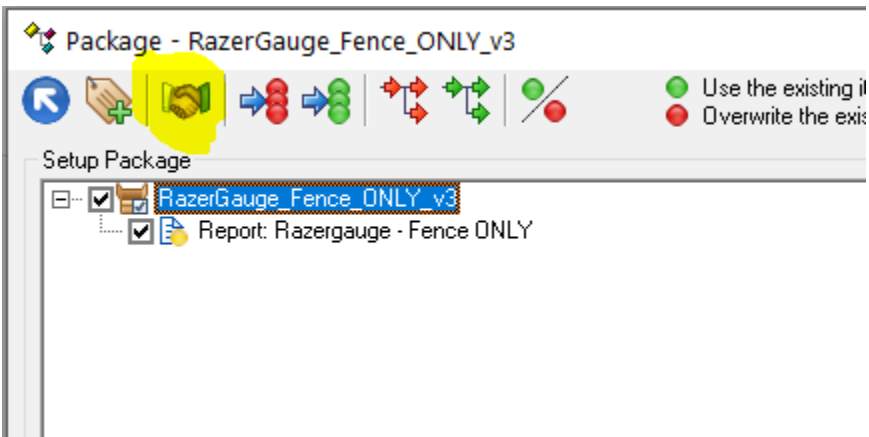 Package - RazerGauge_Fence_ONLY_v3
Use the existing it
Overwrite the exis
Setup Package
RazerGauge_Fence_ONLY_v3
Report: Razergauge - Fence ONLY